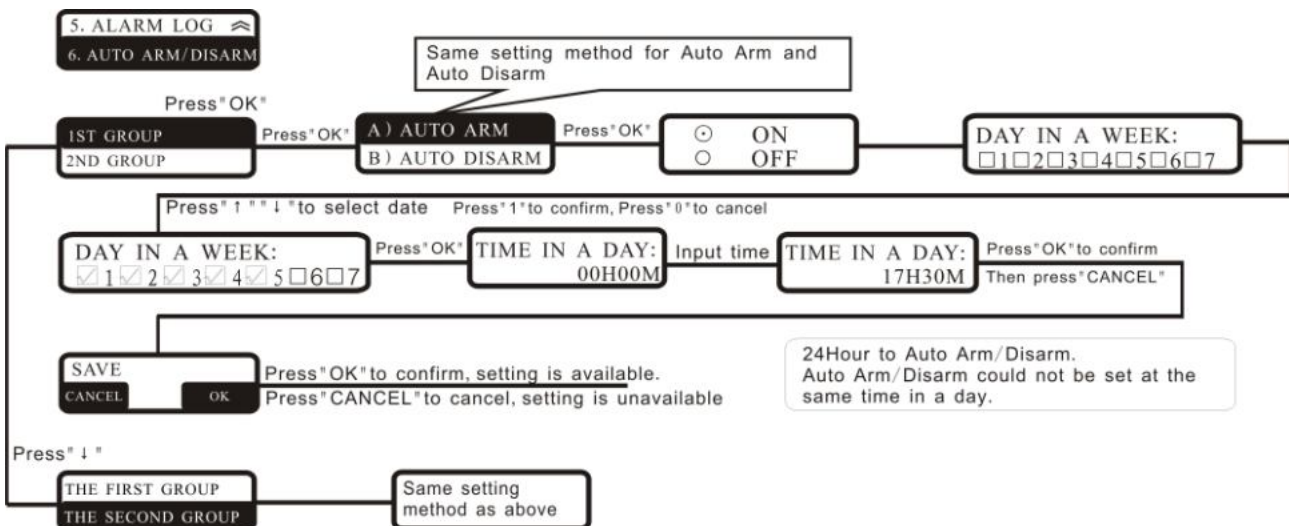 5. ALARM LOG
6. AUTO ARM/DISARM
Same setting method for Auto Arm and
Auto Disarm
Press"OK"
1ST GROUP
2ND GROUP
Press"OK"
A) AUTO ARM
B) AUTO DISARM
Press"OK"
⊙ ON
○ OFF
DAY IN A WEEK:
□1□2□3□4□5□6□7
Press"↑""↓"to select date
Press"1"to confirm, Press"0"to cancel
DAY IN A WEEK:
☑1☑2☑3☑4☑5□6□7
Press"OK"
TIME IN A DAY:
00H00M
Input time
TIME IN A DAY:
17H30M
Press"OK"to confirm
Then press"CANCEL"
SAVE
CANCEL OK
Press"OK"to confirm, setting is available.
Press"CANCEL"to cancel, setting is unavailable
24Hour to Auto Arm/Disarm.
Auto Arm/Disarm could not be set at the
same time in a day.
Press"↓"
THE FIRST GROUP
THE SECOND GROUP
Same setting
method as above